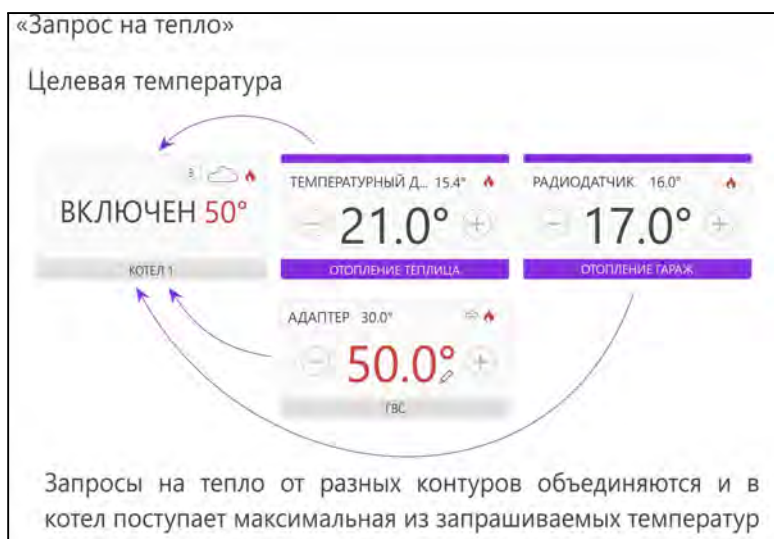 «Запрос на тепло»
Целевая температура
ВКЛЮЧЕН 50°
КОТЕЛ 1
ТЕМПЕРАТУРНЫЙ Д... 15.4°
− 21.0° +
ОТОПЛЕНИЕ ТЕПЛИЦА
РАДИОДАТЧИК 16.0°
− 17.0° +
ОТОПЛЕНИЕ ГАРАЖ
АДАПТЕР 30.0°
− 50.0° +
ГВС
Запросы на тепло от разных контуров объединяются и в
котел поступает максимальная из запрашиваемых температур